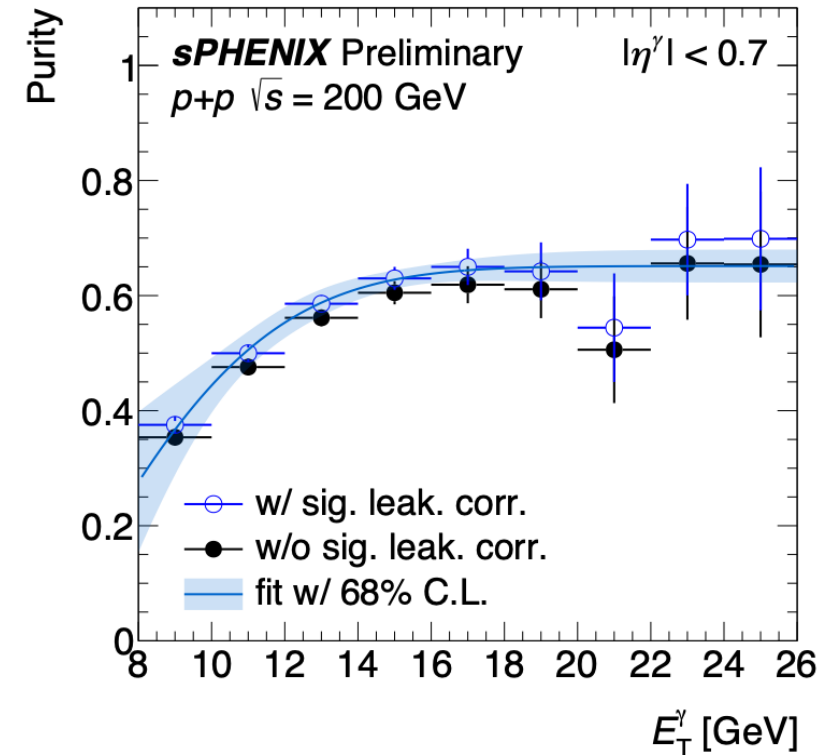 Purity
sPHENIX Preliminary
|η^γ| < 0.7
p+p √s = 200 GeV
1
0.8
0.6
0.4
0.2
0
w/ sig. leak. corr.
w/o sig. leak. corr.
fit w/ 68% C.L.
8 10 12 14 16 18 20 22 24 26
E_T^γ [GeV]